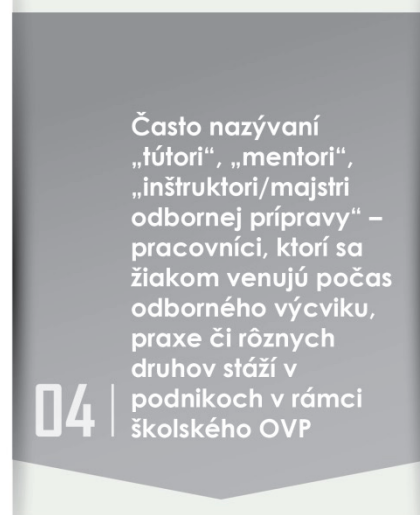 Často nazývaní
„tútori“, „mentori“,
„inštruktori/majstri
odbornej prípravy“ –
pracovníci, ktorí sa
žiakom venujú počas
odborného výcviku,
praxe či rôznych
druhov stáží v
podnikoch v rámci
školského OVP
04